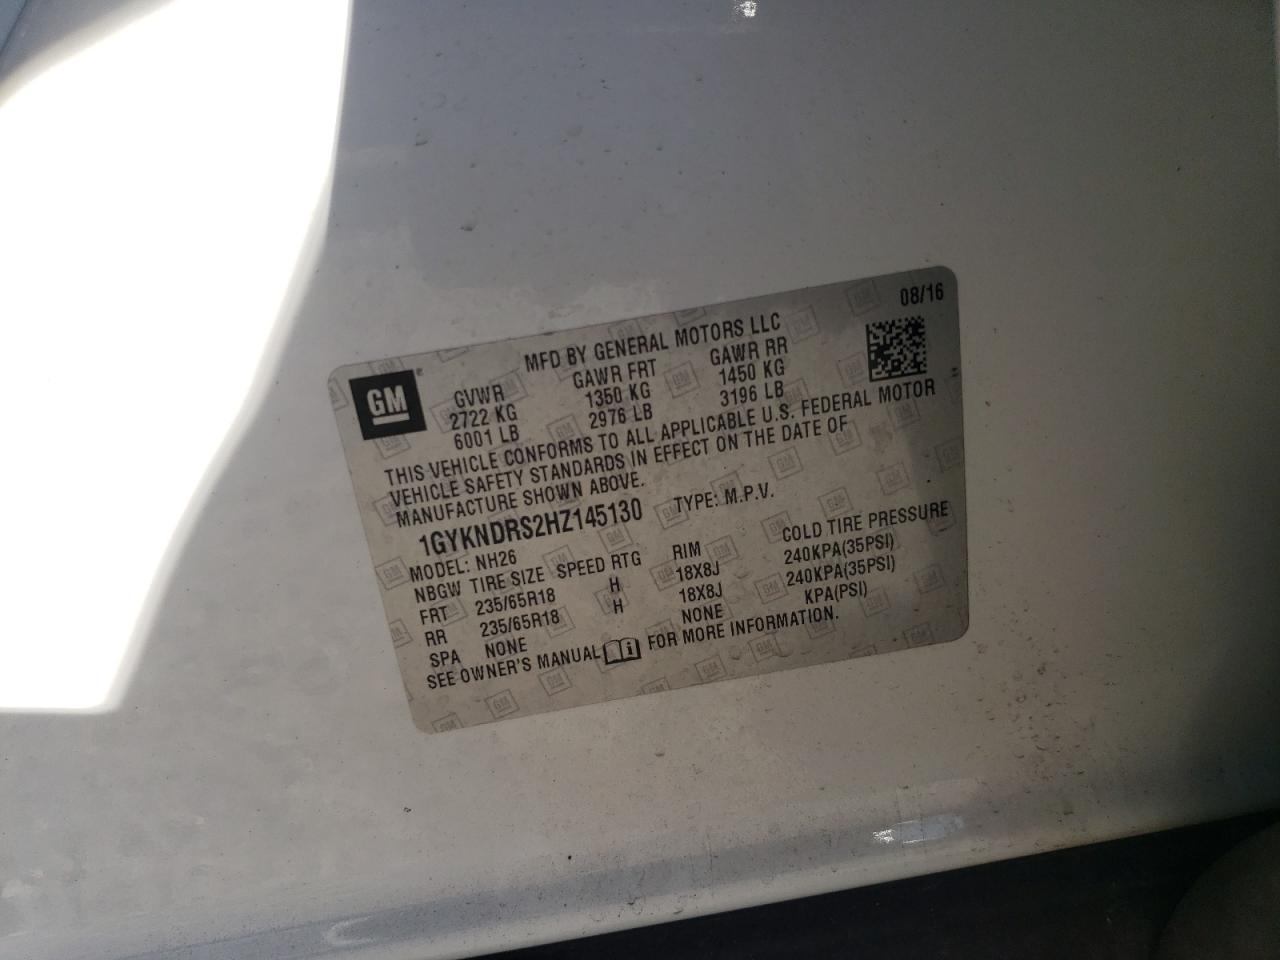 08/16
MFD BY GENERAL MOTORS LLC
GM
GVWR GAWR FRT GAWR RR
2722 KG 1350 KG 1450 KG
6001 LB 2976 LB 3196 LB
THIS VEHICLE CONFORMS TO ALL APPLICABLE U.S. FEDERAL MOTOR
VEHICLE SAFETY STANDARDS IN EFFECT ON THE DATE OF
MANUFACTURE SHOWN ABOVE.
1GYKNDRS2HZ145130 TYPE: M.P.V.
MODEL: NH26
NBGW TIRE SIZE SPEED RTG RIM COLD TIRE PRESSURE
FRT 235/65R18 H 18X8J 240KPA(35PSI)
RR 235/65R18 H 18X8J 240KPA(35PSI)
SPA NONE NONE KPA(PSI)
SEE OWNER'S MANUAL FOR MORE INFORMATION.